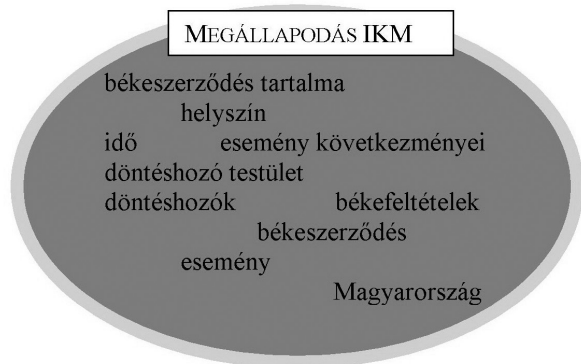 MEGÁLLAPODÁS IKM
békeszerződés tartalma
helyszín
idő esemény következményei
döntéshozó testület
döntéshozók békefeltételek
békeszerződés
esemény
Magyarország